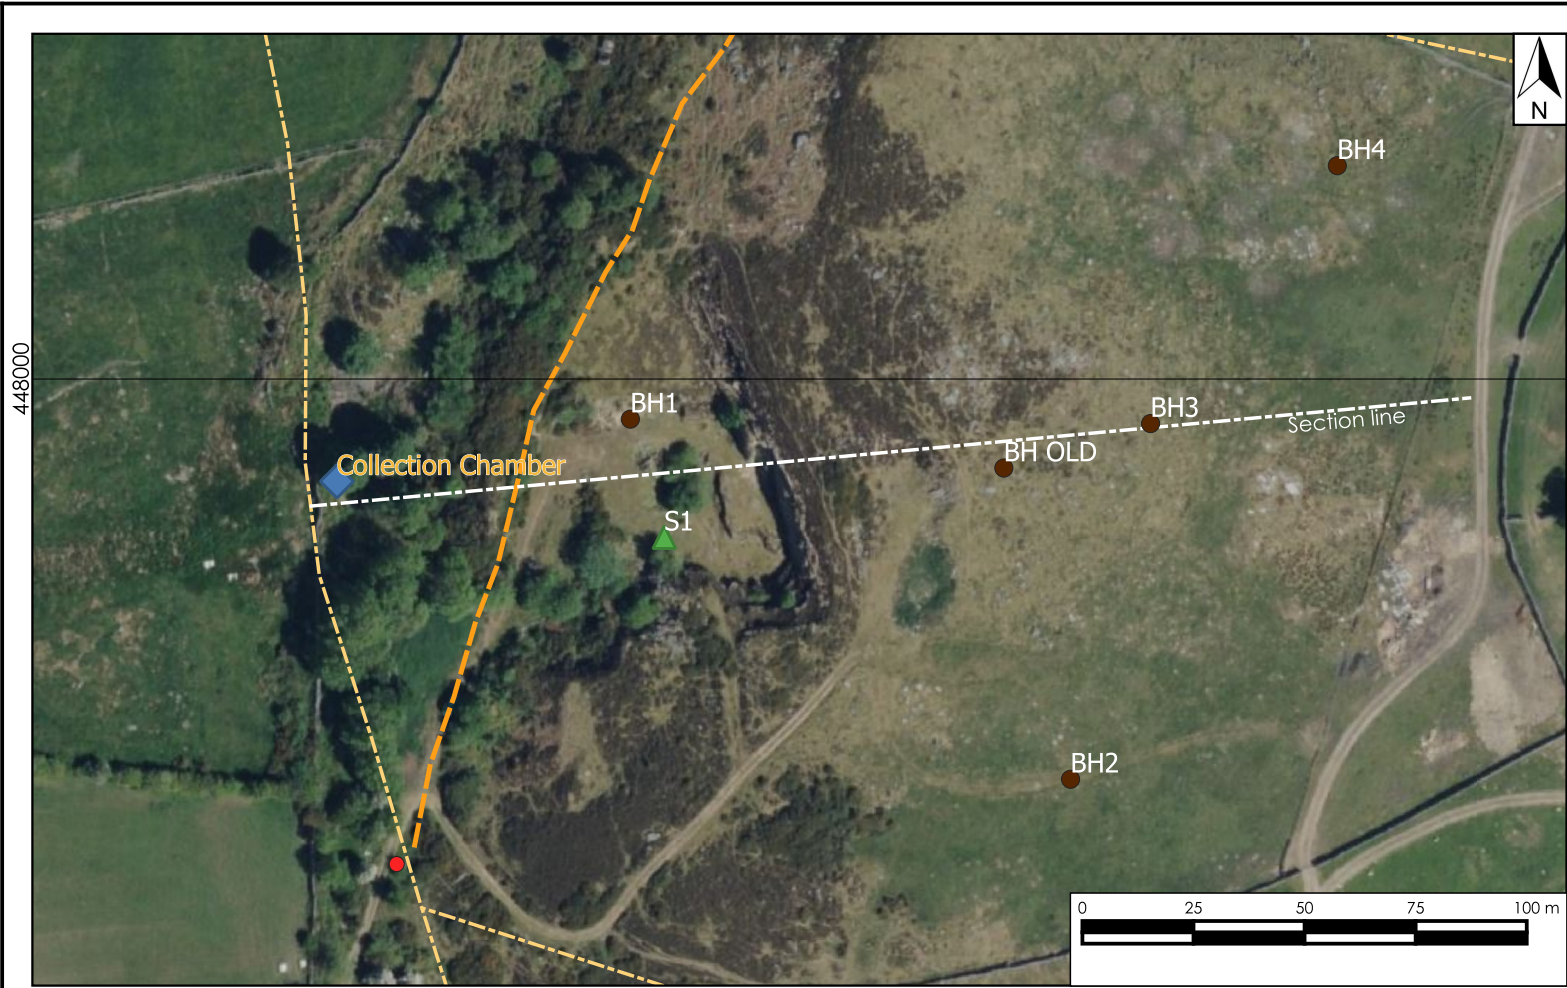 N
BH4
448000
BH1
BH3
Section line
BH OLD
Collection Chamber
S1
BH2
0 25 50 75 100 m